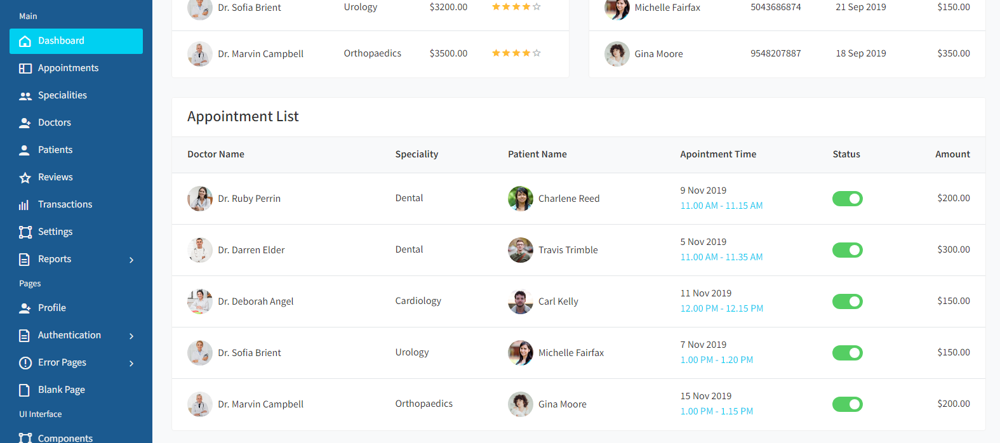 Main
Dashboard
Appointments
Specialities
Doctors
Patients
Reviews
Transactions
Settings
Reports
Pages
Profile
Authentication
Error Pages
Blank Page
UI Interface
Components
Dr. Sofia Brient Urology $3200.00
Dr. Marvin Campbell Orthopaedics $3500.00
Michelle Fairfax 5043686874 21 Sep 2019 $150.00
Gina Moore 9548207887 18 Sep 2019 $350.00
Appointment List
Doctor Name Speciality Patient Name Apointment Time Status Amount
Dr. Ruby Perrin Dental Charlene Reed 9 Nov 2019 $200.00
11.00 AM - 11.15 AM
Dr. Darren Elder Dental Travis Trimble 5 Nov 2019 $300.00
11.00 AM - 11.35 AM
Dr. Deborah Angel Cardiology Carl Kelly 11 Nov 2019 $150.00
12.00 PM - 12.15 PM
Dr. Sofia Brient Urology Michelle Fairfax 7 Nov 2019 $150.00
1.00 PM - 1.20 PM
Dr. Marvin Campbell Orthopaedics Gina Moore 15 Nov 2019 $200.00
1.00 PM - 1.15 PM